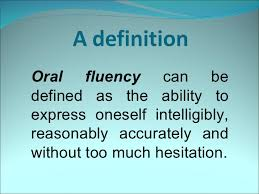 A definition
Oral fluency can be
defined as the ability to
express oneself intelligibly,
reasonably accurately and
without too much hesitation.